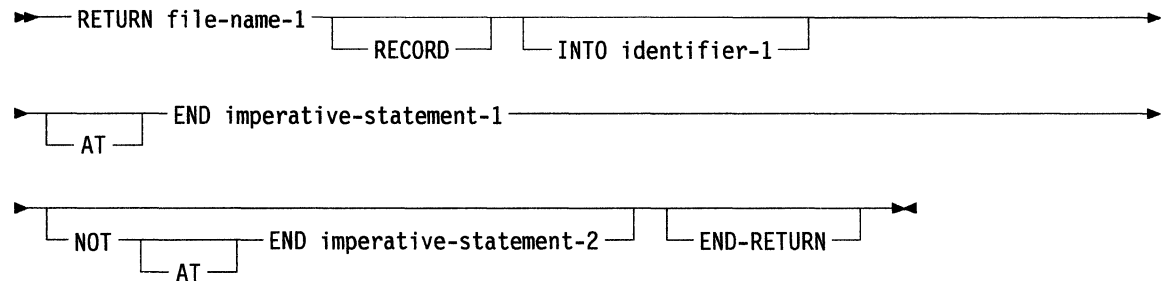 RETURN file-name-1
RECORD
INTO identifier-1
END imperative-statement-1
AT
NOT
END imperative-statement-2
END-RETURN
AT